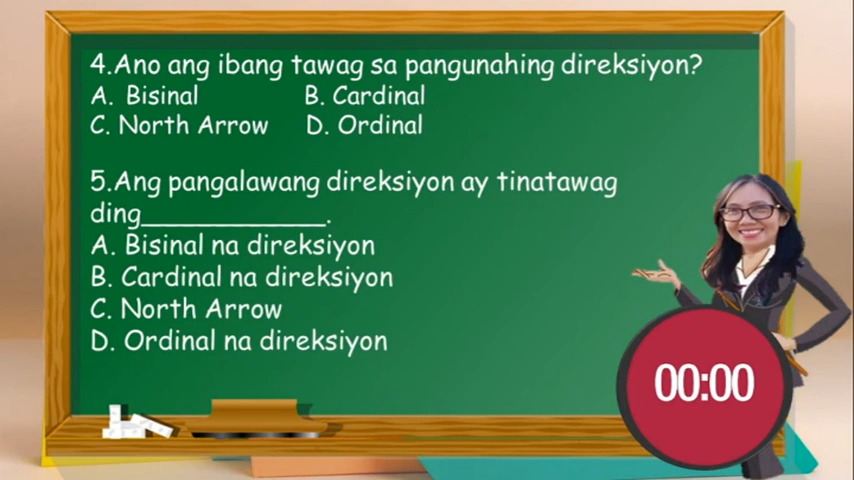 4.Ano ang ibang tawag sa pangunahing direksiyon?
A. Bisinal B. Cardinal
C. North Arrow D. Ordinal
5.Ang pangalawang direksiyon ay tinatawag
ding____________.
A. Bisinal na direksiyon
B. Cardinal na direksiyon
C. North Arrow
D. Ordinal na direksiyon
00:00